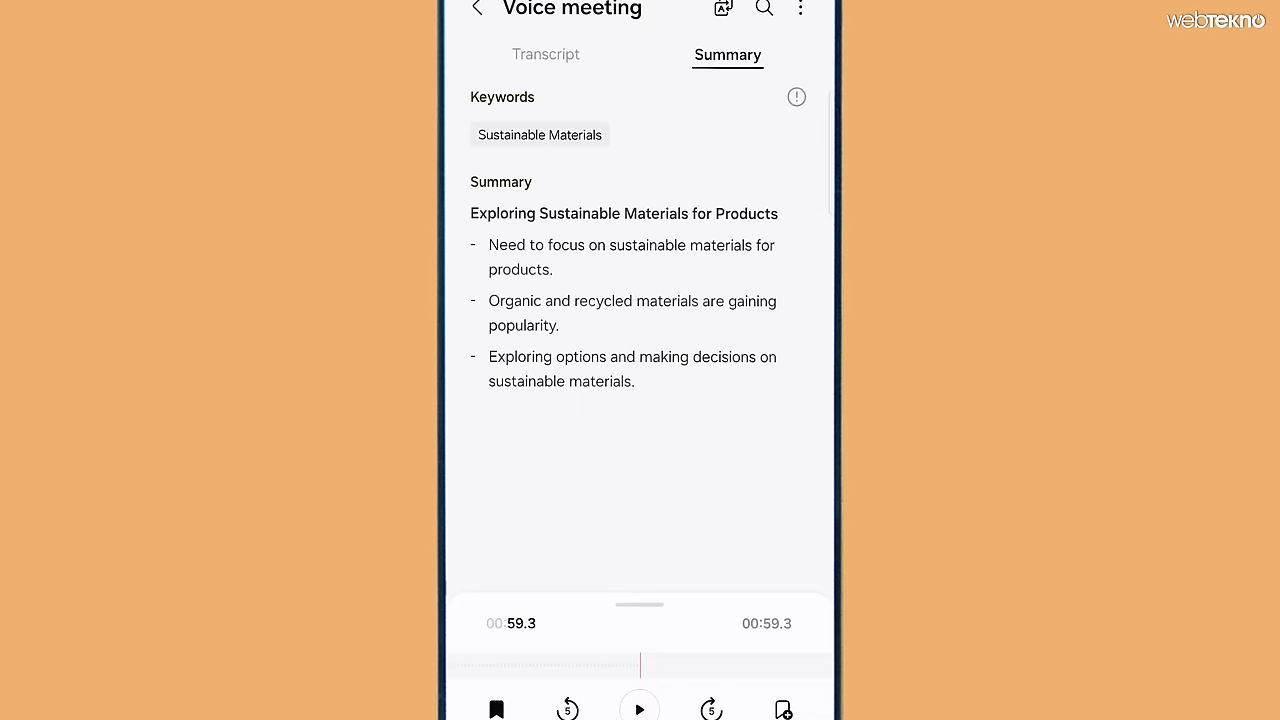 webtekno
Voice meeting
Transcript
Summary
Keywords
Sustainable Materials
Summary
Exploring Sustainable Materials for Products
- Need to focus on sustainable materials for
products.
- Organic and recycled materials are gaining
popularity.
- Exploring options and making decisions on
sustainable materials.
00:59.3
00:59.3
5
5